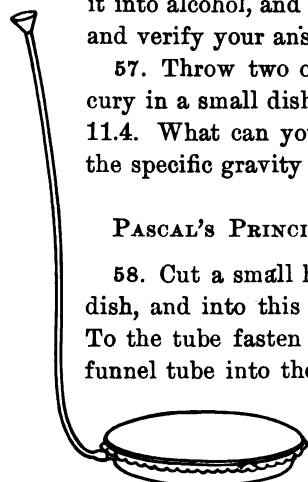 it into alcohol, and
and verify your ans
57. Throw two c
cury in a small dish
11.4. What can yo
the specific gravity
PASCAL'S PRINCI
58. Cut a small h
dish, and into this
To the tube fasten
funnel tube into the